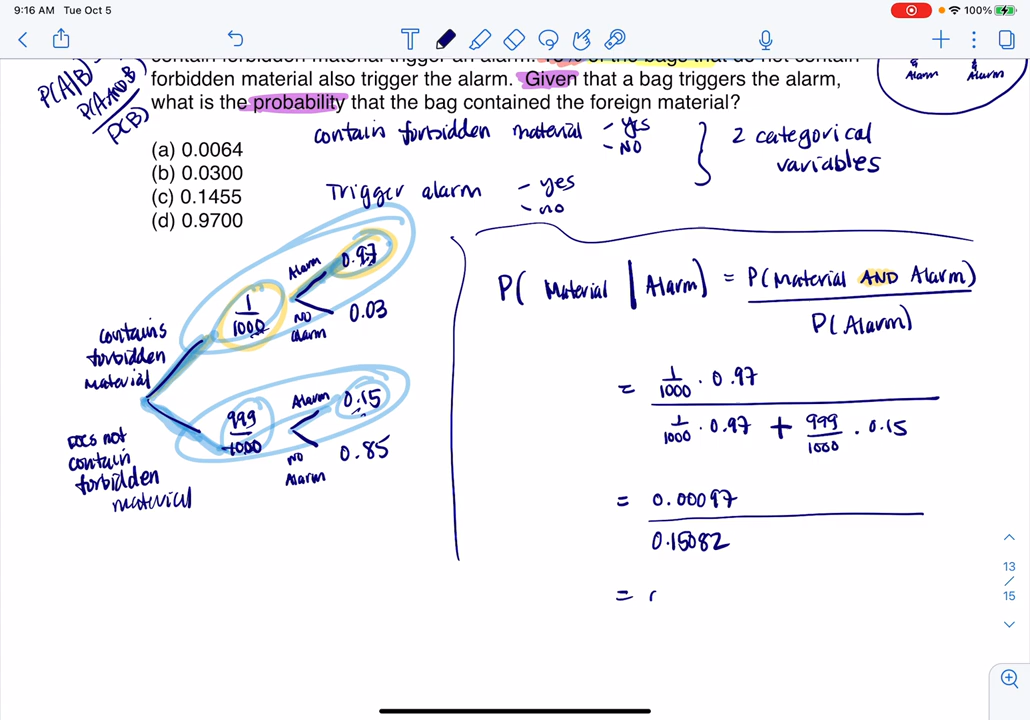 9:16 AM Tue Oct 5
100%
P(A|B)
P(A AND B)
P(B)
forbidden material also trigger the alarm. Given that a bag triggers the alarm,
what is the probability that the bag contained the foreign material?
Alarm Alarm
contain forbidden material - Yes
- NO
2 categorical
variables
(a) 0.0064
(b) 0.0300
(c) 0.1455
(d) 0.9700
Trigger alarm - yes
- no
Alarm 0.97
1
1000
NO
alarm
0.03
contains
forbidden
material
Alarm 0.15
999
1000
NO
Alarm
0.85
Does not
contain
forbidden
material
P( Material | Alarm) = P(Material AND Alarm)
P(Alarm)
= 1/1000 · 0.97
1/1000 · 0.97 + 999/1000 · 0.15
= 0.00097
0.15082
=
13
/
15